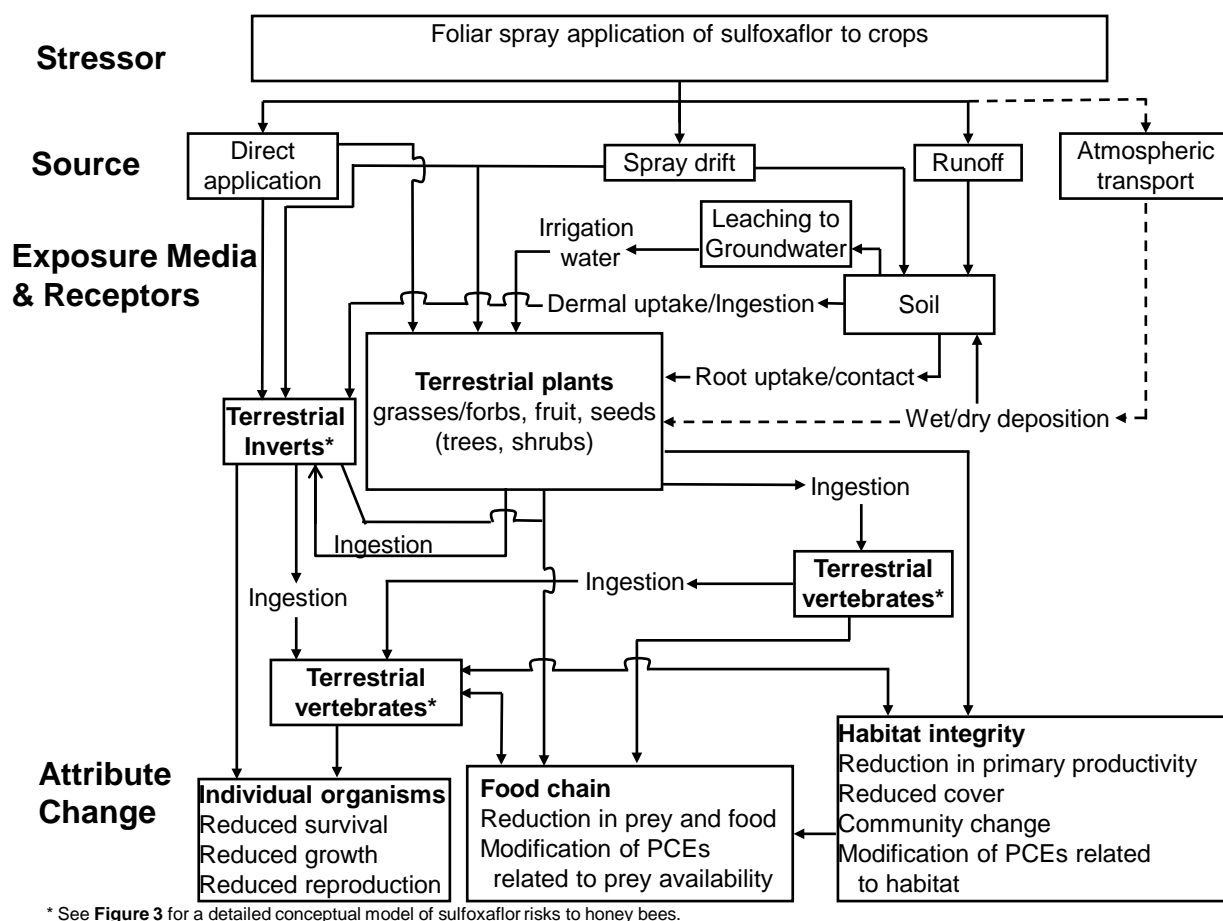 Foliar spray application of sulfoxaflor to crops
Stressor
Source
Direct
application
Spray drift
Runoff
Atmospheric
transport
Exposure Media
& Receptors
Irrigation
water
Leaching to
Groundwater
Dermal uptake/Ingestion
Soil
Terrestrial plants
grasses/forbs, fruit, seeds
(trees, shrubs)
Root uptake/contact
Wet/dry deposition
Terrestrial
Inverts*
Ingestion
Ingestion
Ingestion
Ingestion
Terrestrial
vertebrates*
Terrestrial
vertebrates*
Attribute
Change
Individual organisms
Reduced survival
Reduced growth
Reduced reproduction
Food chain
Reduction in prey and food
Modification of PCEs
related to prey availability
Habitat integrity
Reduction in primary productivity
Reduced cover
Community change
Modification of PCEs related
to habitat
* See Figure 3 for a detailed conceptual model of sulfoxaflor risks to honey bees.